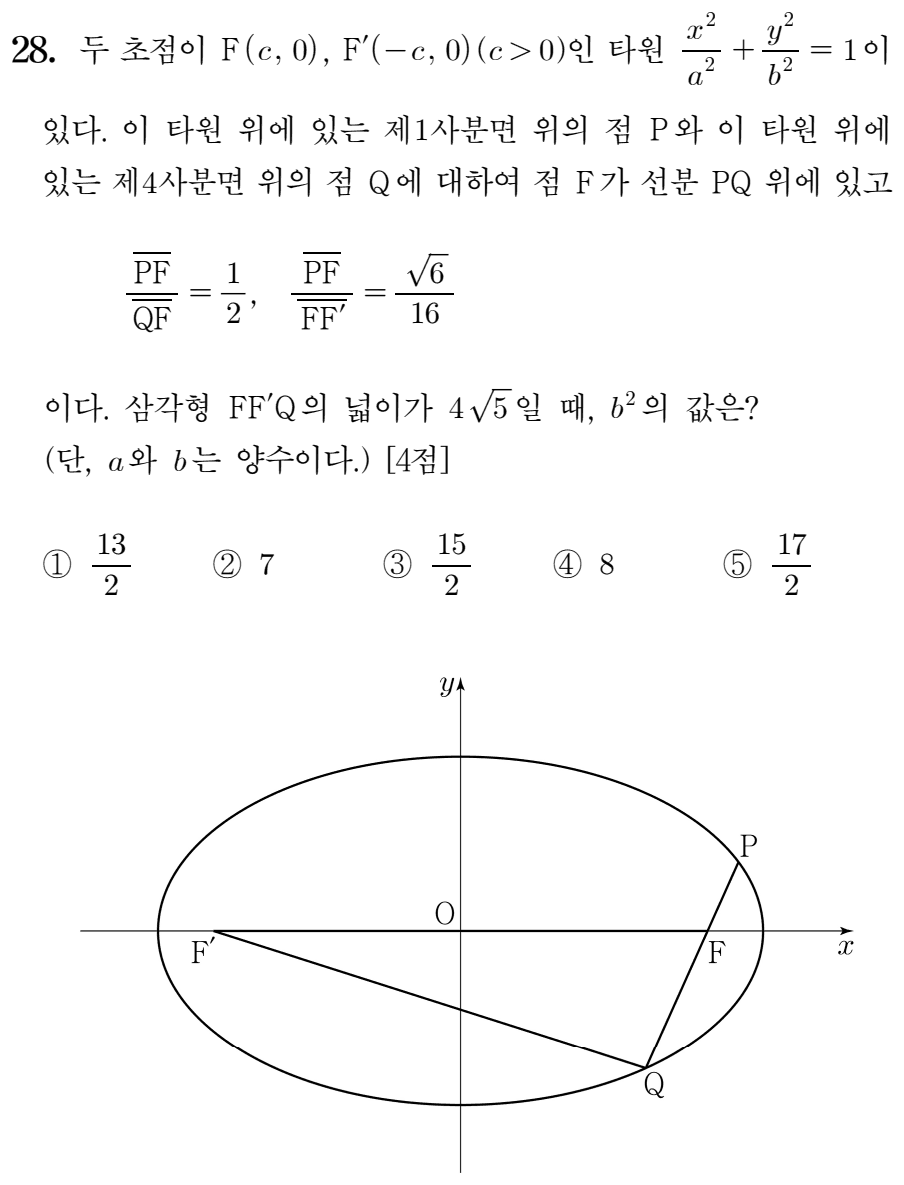 28. 두 초점이 F(c, 0), F′(−c, 0)(c>0)인 타원 x²/a² + y²/b² = 1이
있다. 이 타원 위에 있는 제1사분면 위의 점 P와 이 타원 위에
있는 제4사분면 위의 점 Q에 대하여 점 F가 선분 PQ 위에 있고
PF/QF = 1/2, PF/FF′ = √6/16
이다. 삼각형 FF′Q의 넓이가 4√5일 때, b²의 값은?
(단, a와 b는 양수이다.) [4점]
① 13/2 ② 7 ③ 15/2 ④ 8 ⑤ 17/2
y
P
O
F′
F
x
Q